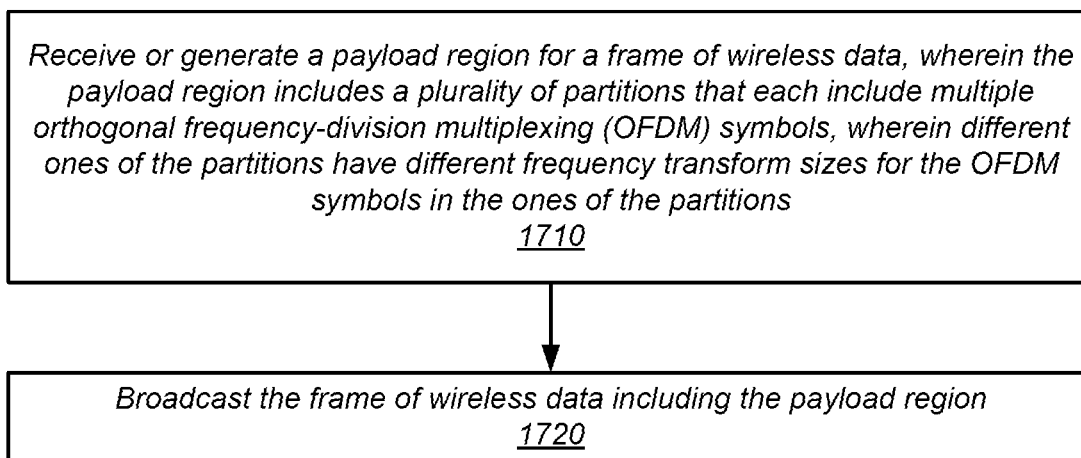 Receive or generate a payload region for a frame of wireless data, wherein the
payload region includes a plurality of partitions that each include multiple
orthogonal frequency-division multiplexing (OFDM) symbols, wherein different
ones of the partitions have different frequency transform sizes for the OFDM
symbols in the ones of the partitions
1710
Broadcast the frame of wireless data including the payload region
1720